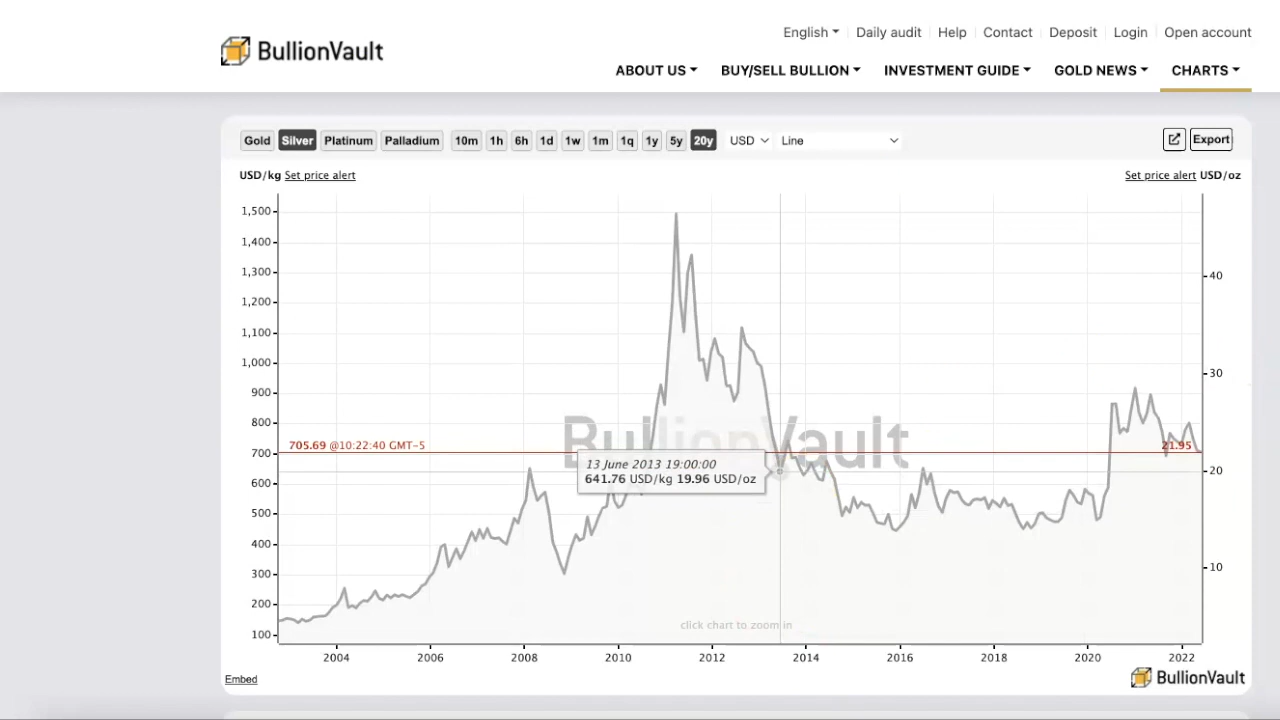 English Daily audit Help Contact Deposit Login Open account
BullionVault
ABOUT US BUY/SELL BULLION INVESTMENT GUIDE GOLD NEWS CHARTS
Gold Silver Platinum Palladium 10m 1h 6h 1d 1w 1m 1q 1y 5y 20y USD Line Export
USD/kg Set price alert Set price alert USD/oz
1,500
1,400
1,300 40
1,200
1,100
1,000 30
900
800
BullionVault
705.69 @10:22:40 GMT-5 21.95
700
13 June 2013 19:00:00
641.76 USD/kg 19.96 USD/oz
20
600
500
400
300 10
200
click chart to zoom in
100
2004 2006 2008 2010 2012 2014 2016 2018 2020 2022
Embed BullionVault